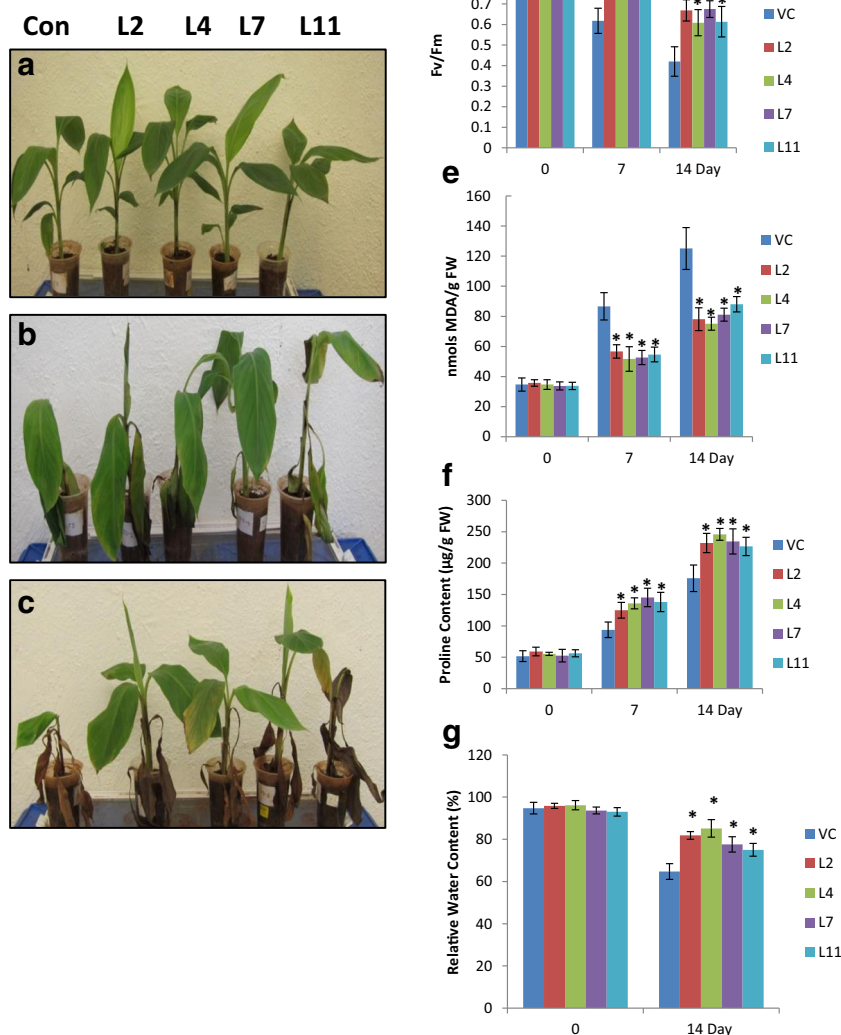 Con L2 L4 L7 L11
a
b
c
Fv/Fm
0.7
0.6
0.5
0.4
0.3
0.2
0.1
0
0 7 14 Day
* *
VC
L2
L4
L7
L11
e
nmols MDA/g FW
160
140
120
100
80
60
40
20
0
0 7 14 Day
* * * *
* * * *
VC
L2
L4
L7
L11
f
Proline Content (µg/g FW)
300
250
200
150
100
50
0
0 7 14 Day
* * * *
* * * *
VC
L2
L4
L7
L11
g
Relative Water Content (%)
120
100
80
60
40
20
0
0 14 Day
* * * *
VC
L2
L4
L7
L11